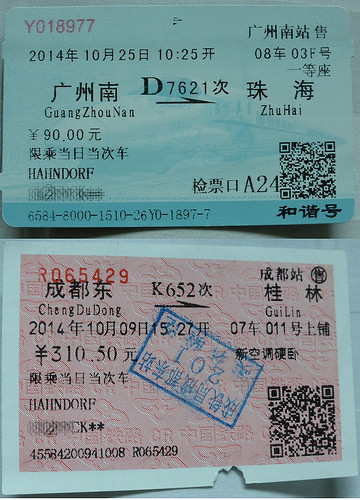 Y018977
广州南站 售
2014年10月25日 10:25开 08车 03F号
一等座
广州南 D7621次 珠海
GuangZhouNan ZhuHai
￥90.00元
限乘当日当次车
HAHNDORF
检票口A24
6584-8000-1510-26Y0-1897-7 和谐号
R065429
成都站 售
成都东 K652次 桂林
ChengDuDong GuiLin
2014年10月09日15:27开 07车 011号上铺
￥310.50元 新空调硬卧
限乘当日当次车
HAHNDORF
CK**
45584200941008 R065429